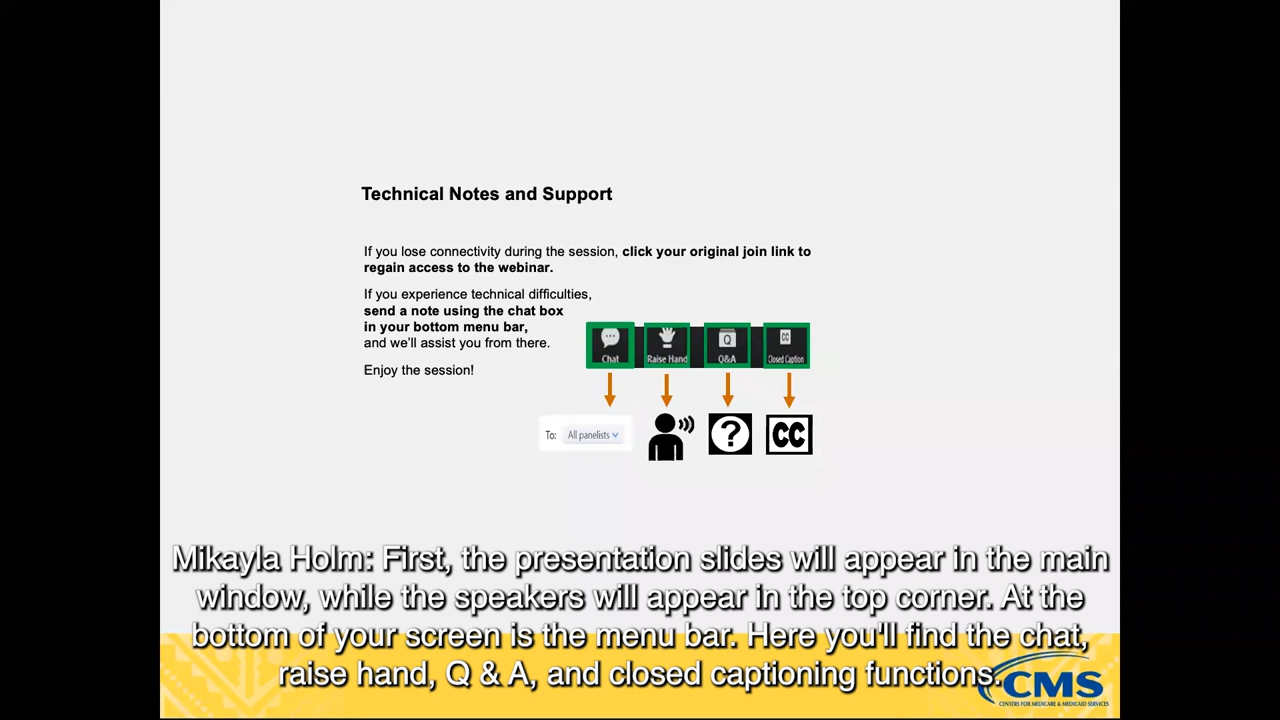 Technical Notes and Support
If you lose connectivity during the session, click your original join link to
regain access to the webinar.
If you experience technical difficulties,
send a note using the chat box
in your bottom menu bar,
and we'll assist you from there.
Enjoy the session!
Chat
Raise Hand
Q
Q&A
CC
Closed Caption
To: All panelists
?
CC
Mikayla Holm: First, the presentation slides will appear in the main
window, while the speakers will appear in the top corner. At the
bottom of your screen is the menu bar. Here you'll find the chat,
raise hand, Q & A, and closed captioning functions.
CMS
CENTERS FOR MEDICARE & MEDICAID SERVICES